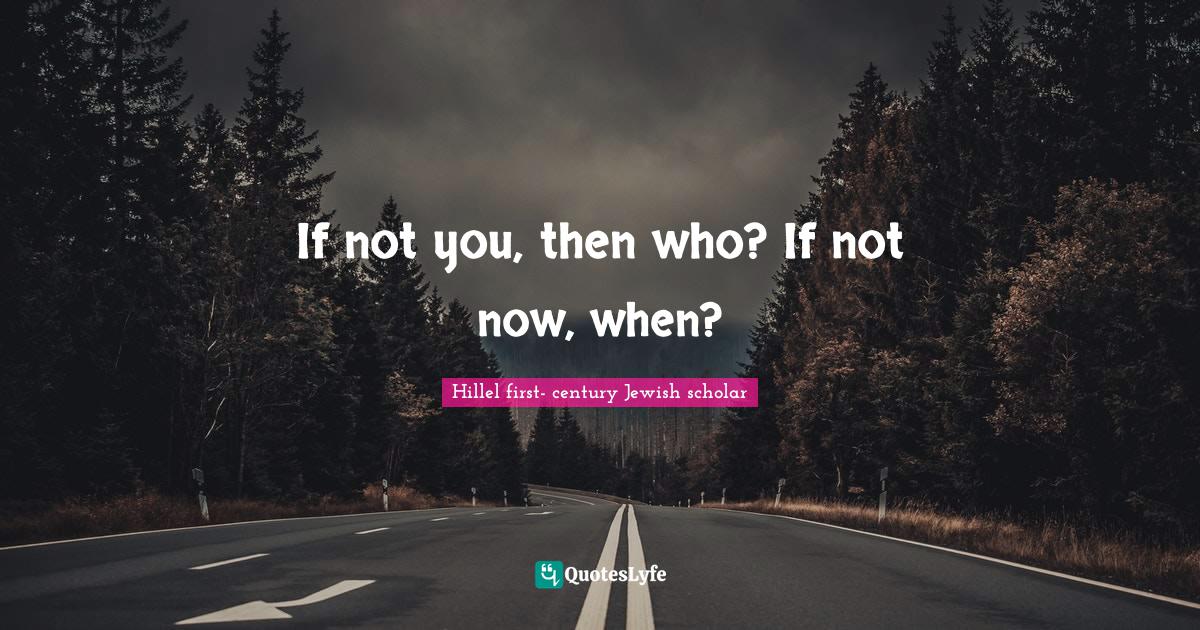 If not you, then who? If not
now, when?
Hillel first- century Jewish scholar
QuotesLyfe